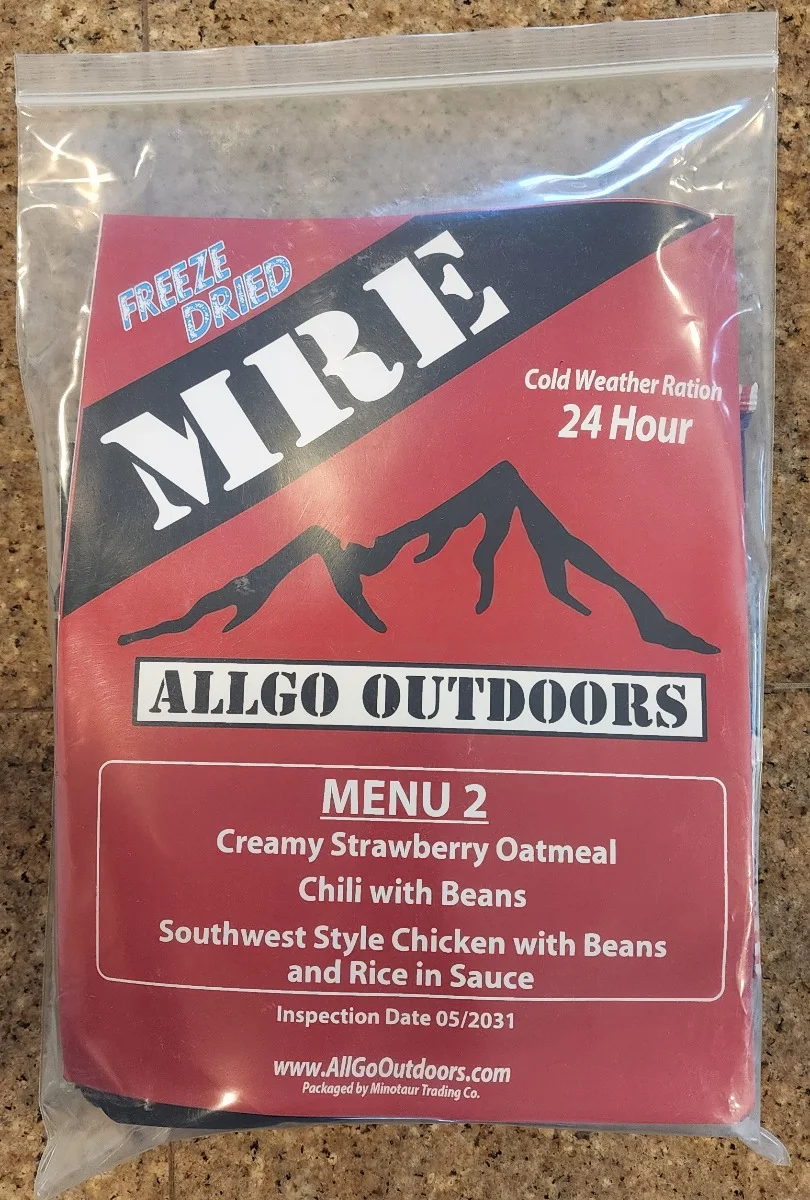 FREEZE
DRIED
MRE
Cold Weather Ration
24 Hour
ALLGO OUTDOORS
MENU 2
Creamy Strawberry Oatmeal
Chili with Beans
Southwest Style Chicken with Beans
and Rice in Sauce
Inspection Date 05/2031
www.AllGoOutdoors.com
Packaged by Minotaur Trading Co.